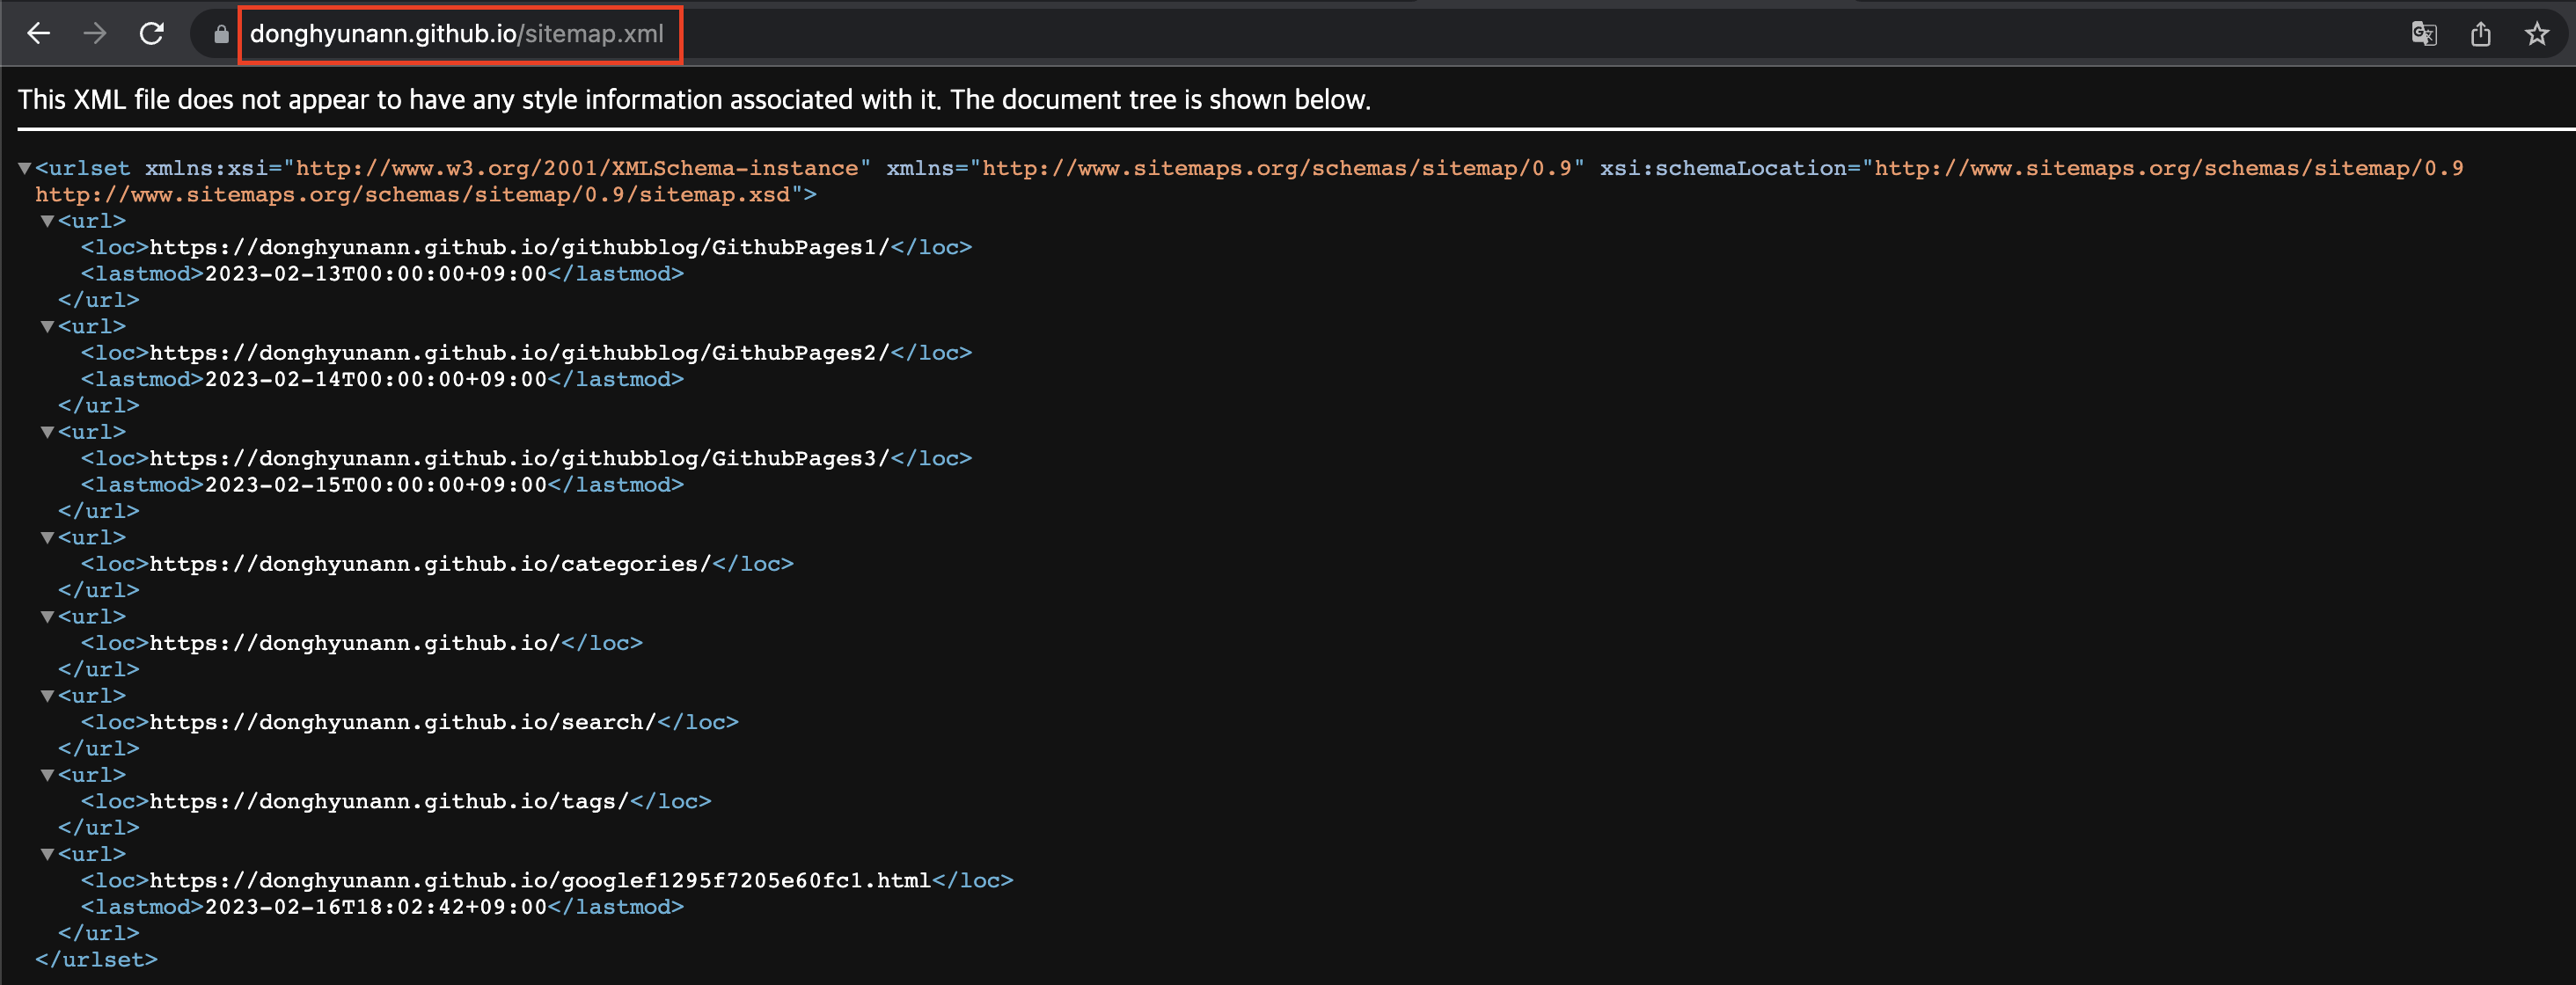 donghyunann.github.io/sitemap.xml
This XML file does not appear to have any style information associated with it. The document tree is shown below.
<urlset xmlns:xsi="http://www.w3.org/2001/XMLSchema-instance" xmlns="http://www.sitemaps.org/schemas/sitemap/0.9" xsi:schemaLocation="http://www.sitemaps.org/schemas/sitemap/0.9
http://www.sitemaps.org/schemas/sitemap/0.9/sitemap.xsd">
<url>
<loc>https://donghyunann.github.io/githubblog/GithubPages1/</loc>
<lastmod>2023-02-13T00:00:00+09:00</lastmod>
</url>
<url>
<loc>https://donghyunann.github.io/githubblog/GithubPages2/</loc>
<lastmod>2023-02-14T00:00:00+09:00</lastmod>
</url>
<url>
<loc>https://donghyunann.github.io/githubblog/GithubPages3/</loc>
<lastmod>2023-02-15T00:00:00+09:00</lastmod>
</url>
<url>
<loc>https://donghyunann.github.io/categories/</loc>
</url>
<url>
<loc>https://donghyunann.github.io/</loc>
</url>
<url>
<loc>https://donghyunann.github.io/search/</loc>
</url>
<url>
<loc>https://donghyunann.github.io/tags/</loc>
</url>
<url>
<loc>https://donghyunann.github.io/googlef1295f7205e60fc1.html</loc>
<lastmod>2023-02-16T18:02:42+09:00</lastmod>
</url>
</urlset>